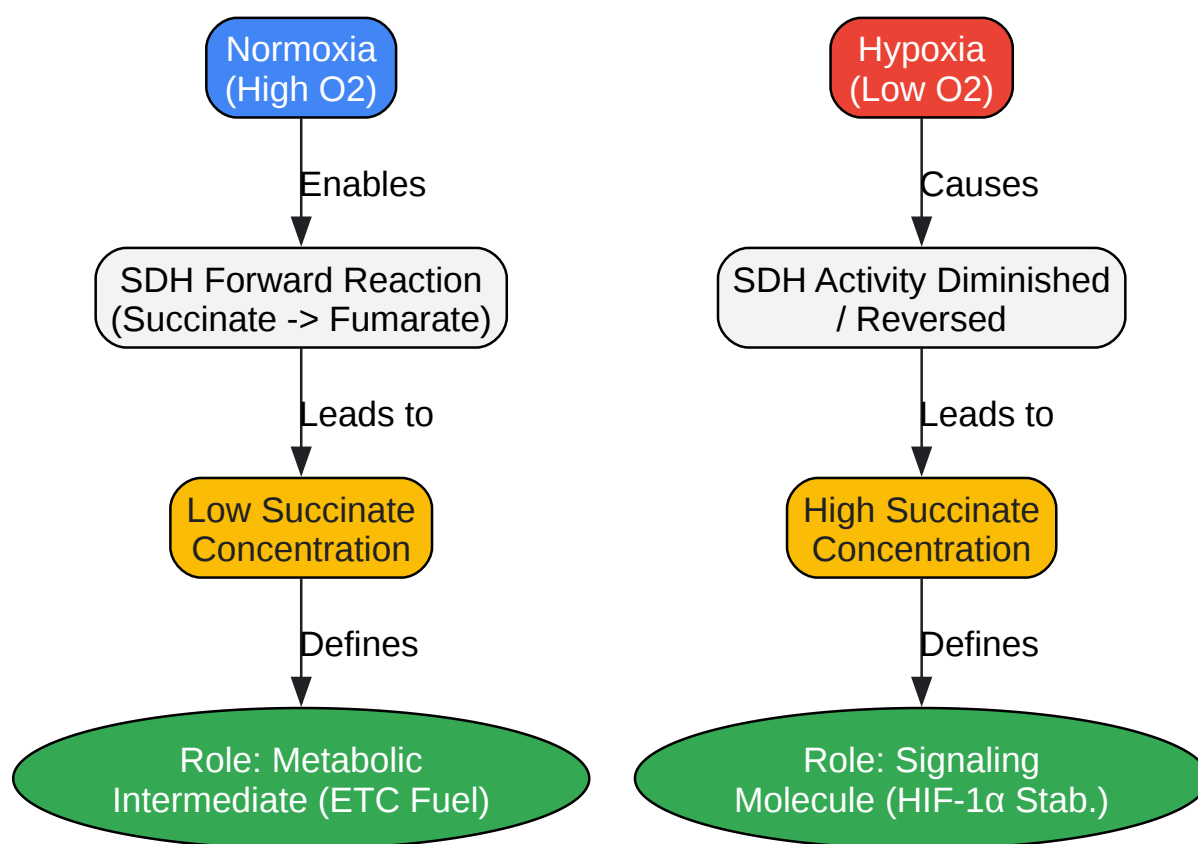 Normoxia
(High O2)
Enables
SDH Forward Reaction
(Succinate -> Fumarate)
Leads to
Low Succinate
Concentration
Defines
Role: Metabolic
Intermediate (ETC Fuel)
Hypoxia
(Low O2)
Causes
SDH Activity Diminished
/ Reversed
Leads to
High Succinate
Concentration
Defines
Role: Signaling
Molecule (HIF-1α Stab.)